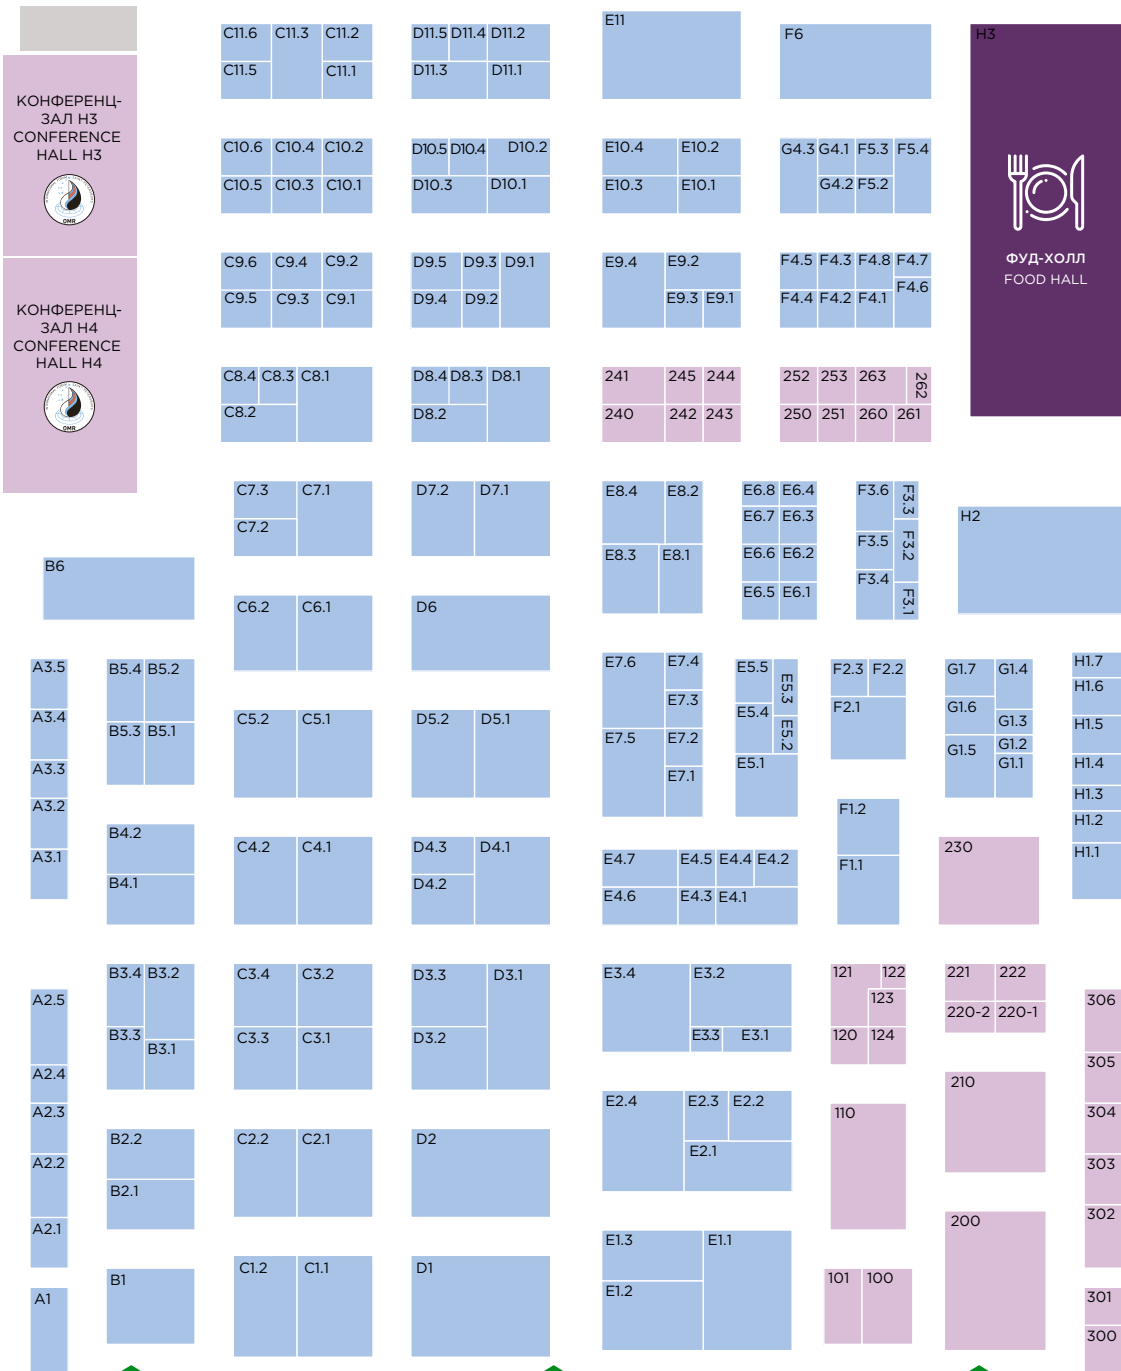 E11
C11.6 C11.3 C11.2 D11.5 D11.4 D11.2 F6 H3
C11.5 C11.1 D11.3 D11.1
КОНФЕРЕНЦ-
ЗАЛ H3
CONFERENCE
HALL H3
OMR
C10.6 C10.4 C10.2 D10.5 D10.4 D10.2 E10.4 E10.2 G4.3 G4.1 F5.3 F5.4
C10.5 C10.3 C10.1 D10.3 D10.1 E10.3 E10.1 G4.2 F5.2
ФУД-ХОЛЛ
FOOD HALL
C9.6 C9.4 C9.2 D9.5 D9.3 D9.1 E9.4 E9.2 F4.5 F4.3 F4.8 F4.7
F4.6
C9.5 C9.3 C9.1 D9.4 D9.2 E9.3 E9.1 F4.4 F4.2 F4.1
КОНФЕРЕНЦ-
ЗАЛ H4
CONFERENCE
HALL H4
OMR
C8.4 C8.3 C8.1 D8.4 D8.3 D8.1 241 245 244 252 253 263 262
C8.2 D8.2 240 242 243 250 251 260 261
C7.3 C7.1 D7.2 D7.1 E8.4 E8.2 E6.8 E6.4 F3.6 F3.3
E6.7 E6.3 H2
C7.2 F3.5 F3.2
B6 E8.3 E8.1 E6.6 E6.2
F3.4
E6.5 E6.1 F3.1
C6.2 C6.1 D6
A3.5 B5.4 B5.2 E7.6 E7.4 E5.5 E5.3 F2.3 F2.2 G1.7 G1.4 H1.7
H1.6
E7.3 F2.1 G1.6
A3.4 C5.2 C5.1 D5.2 D5.1 E5.4 G1.3 H1.5
B5.3 B5.1 E7.5 E7.2 E5.2 G1.5 G1.2
A3.3 E7.1 E5.1 G1.1 H1.4
H1.3
A3.2 F1.2
B4.2 H1.2
C4.2 C4.1 D4.3 D4.1 230
A3.1 E4.7 E4.5 E4.4 E4.2 F1.1 H1.1
B4.1 D4.2
E4.6 E4.3 E4.1
B3.4 B3.2 C3.4 C3.2 D3.3 D3.1 E3.4 E3.2 121 122 221 222
A2.5 123 306
220-2 220-1
B3.3 C3.3 C3.1 D3.2 E3.3 E3.1 120 124
B3.1
305
A2.4 210
E2.4 E2.3 E2.2
A2.3 110 304
B2.2 C2.2 C2.1 D2
E2.1
A2.2 303
B2.1
302
A2.1 200
E1.3 E1.1
C1.2 C1.1 D1
B1 101 100
E1.2
A1 301
300